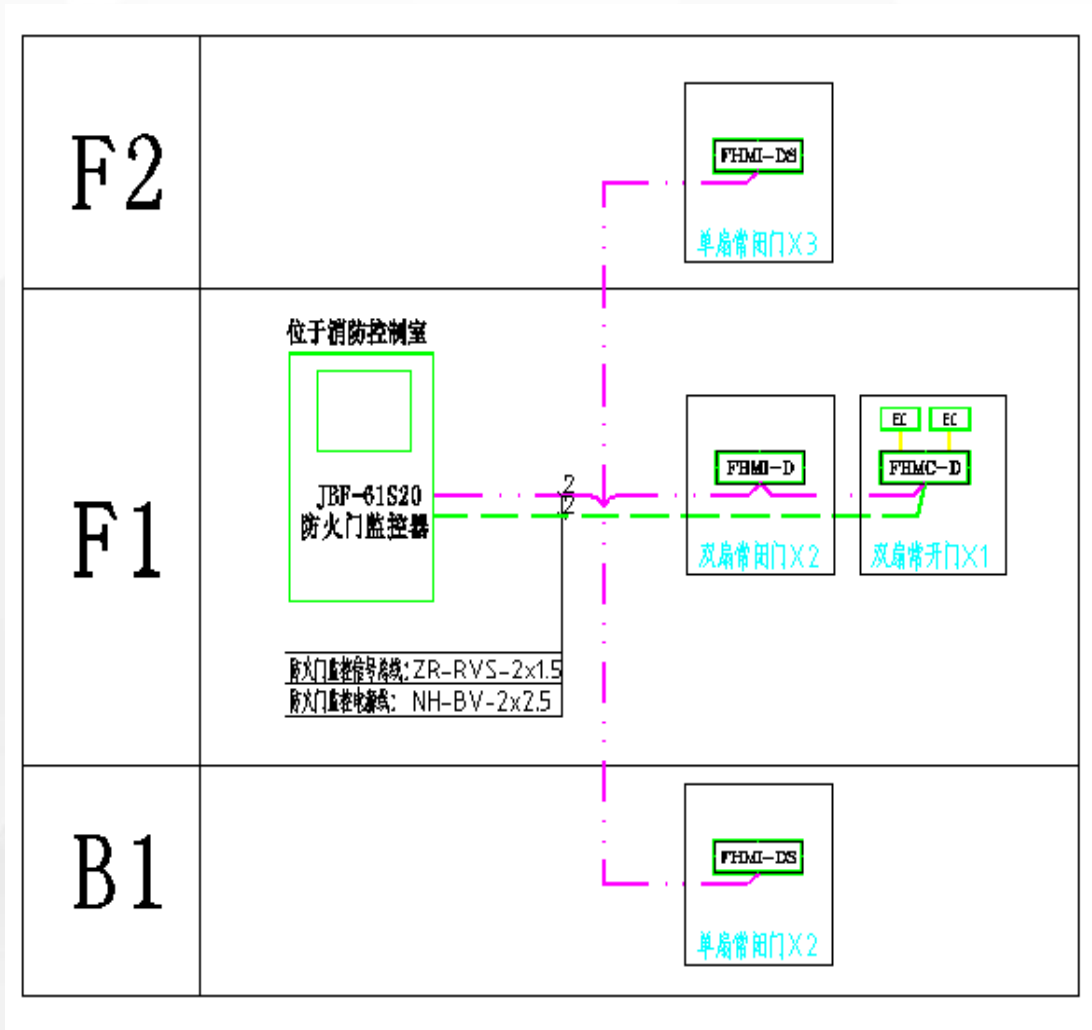 F2
FHMI-DS
单扇常闭门X3
F1
位于消防控制室
JBF-61S20
防火门监控器
2
2
FHMI-D
双扇常闭门X2
EC
EC
FHMC-D
双扇常开门X1
防火门监控信号总线:ZR-RVS-2x1.5
防火门监控电源线: NH-BV-2x2.5
B1
FHMI-DS
单扇常闭门X2